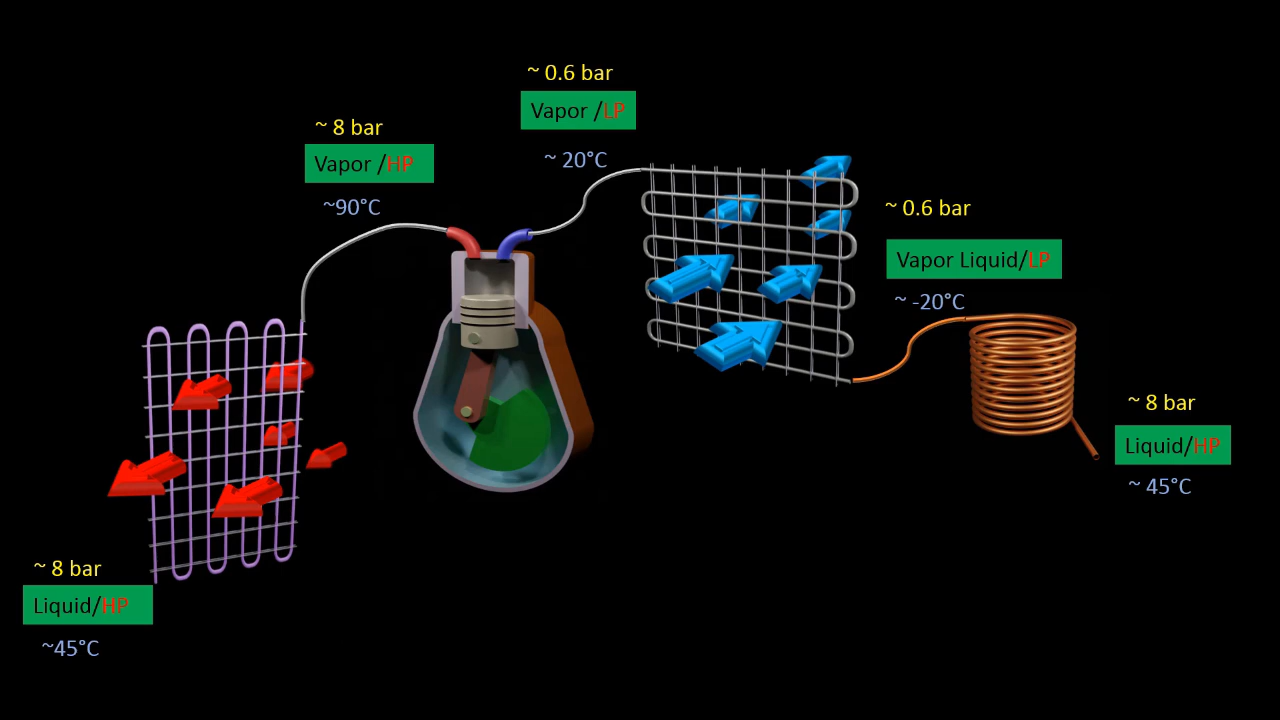 ~ 0.6 bar
Vapor /LP
~ 20°C
~ 8 bar
Vapor /HP
~90°C
~ 0.6 bar
Vapor Liquid/LP
~ -20°C
~ 8 bar
Liquid/HP
~ 45°C
~ 8 bar
Liquid/HP
~45°C